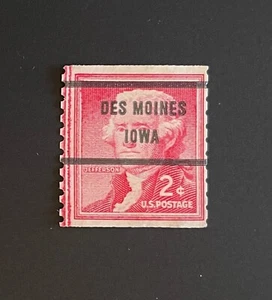 DES MOINES
IOWA
JEFFERSON
2¢
U.S. POSTAGE